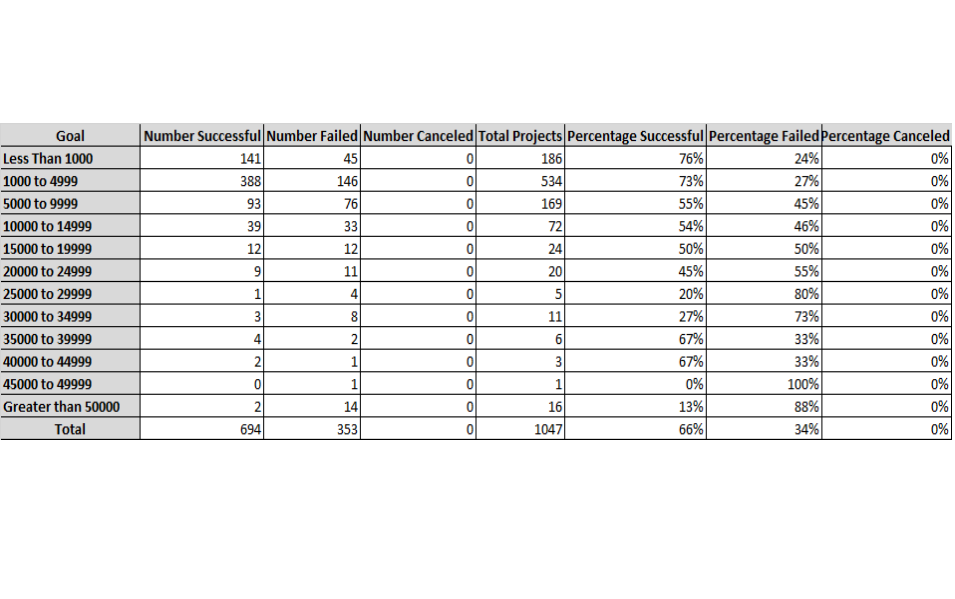 Goal Number Successful Number Failed Number Canceled Total Projects Percentage Successful Percentage Failed Percentage Canceled
Less Than 1000 141 45 0 186 76% 24% 0%
1000 to 4999 388 146 0 534 73% 27% 0%
5000 to 9999 93 76 0 169 55% 45% 0%
10000 to 14999 39 33 0 72 54% 46% 0%
15000 to 19999 12 12 0 24 50% 50% 0%
20000 to 24999 9 11 0 20 45% 55% 0%
25000 to 29999 1 4 0 5 20% 80% 0%
30000 to 34999 3 8 0 11 27% 73% 0%
35000 to 39999 4 2 0 6 67% 33% 0%
40000 to 44999 2 1 0 3 67% 33% 0%
45000 to 49999 0 1 0 1 0% 100% 0%
Greater than 50000 2 14 0 16 13% 88% 0%
Total 694 353 0 1047 66% 34% 0%